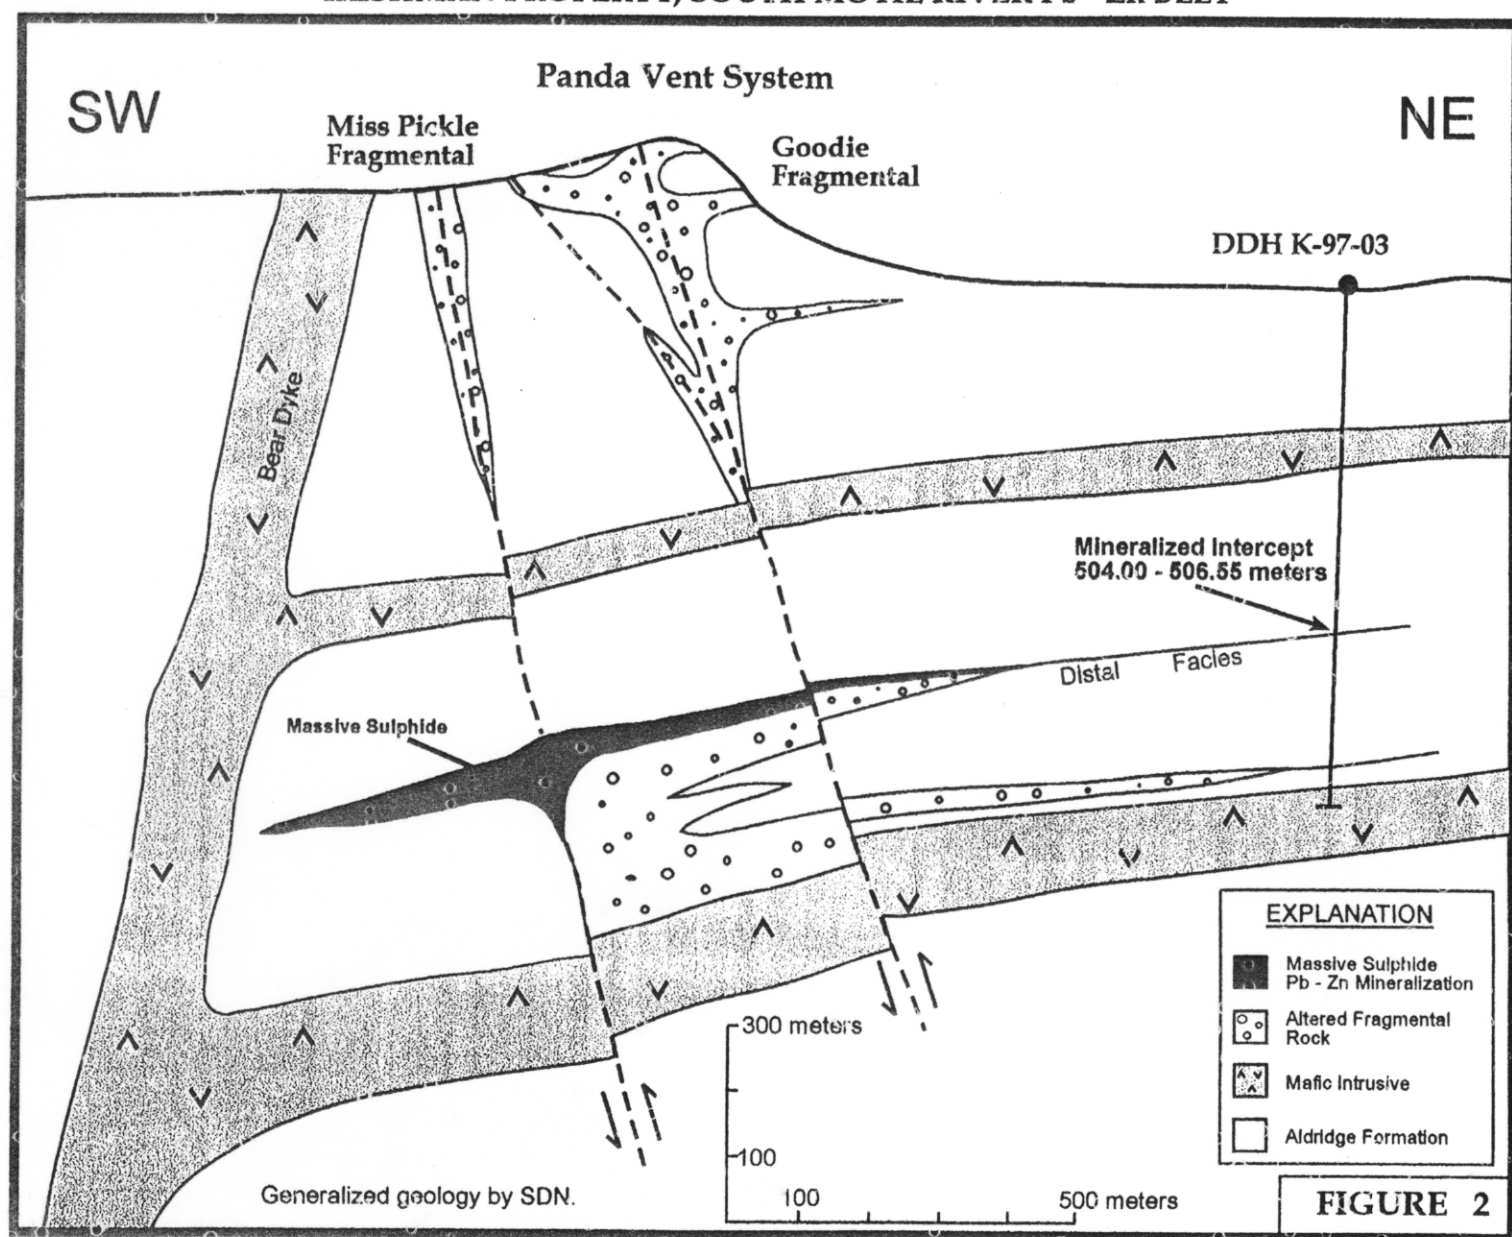 Panda Vent System
SW
NE
Miss Pickle
Fragmental
Goodie
Fragmental
DDH K-97-03
Bear Dyke
Mineralized Intercept
504.00 - 506.55 meters
Distal Facies
Massive Sulphide
300 meters
100
100
500 meters
Generalized geology by SDN.
EXPLANATION
Massive Sulphide
Pb - Zn Mineralization
Altered Fragmental
Rock
Mafic Intrusive
Aldridge Formation
FIGURE 2